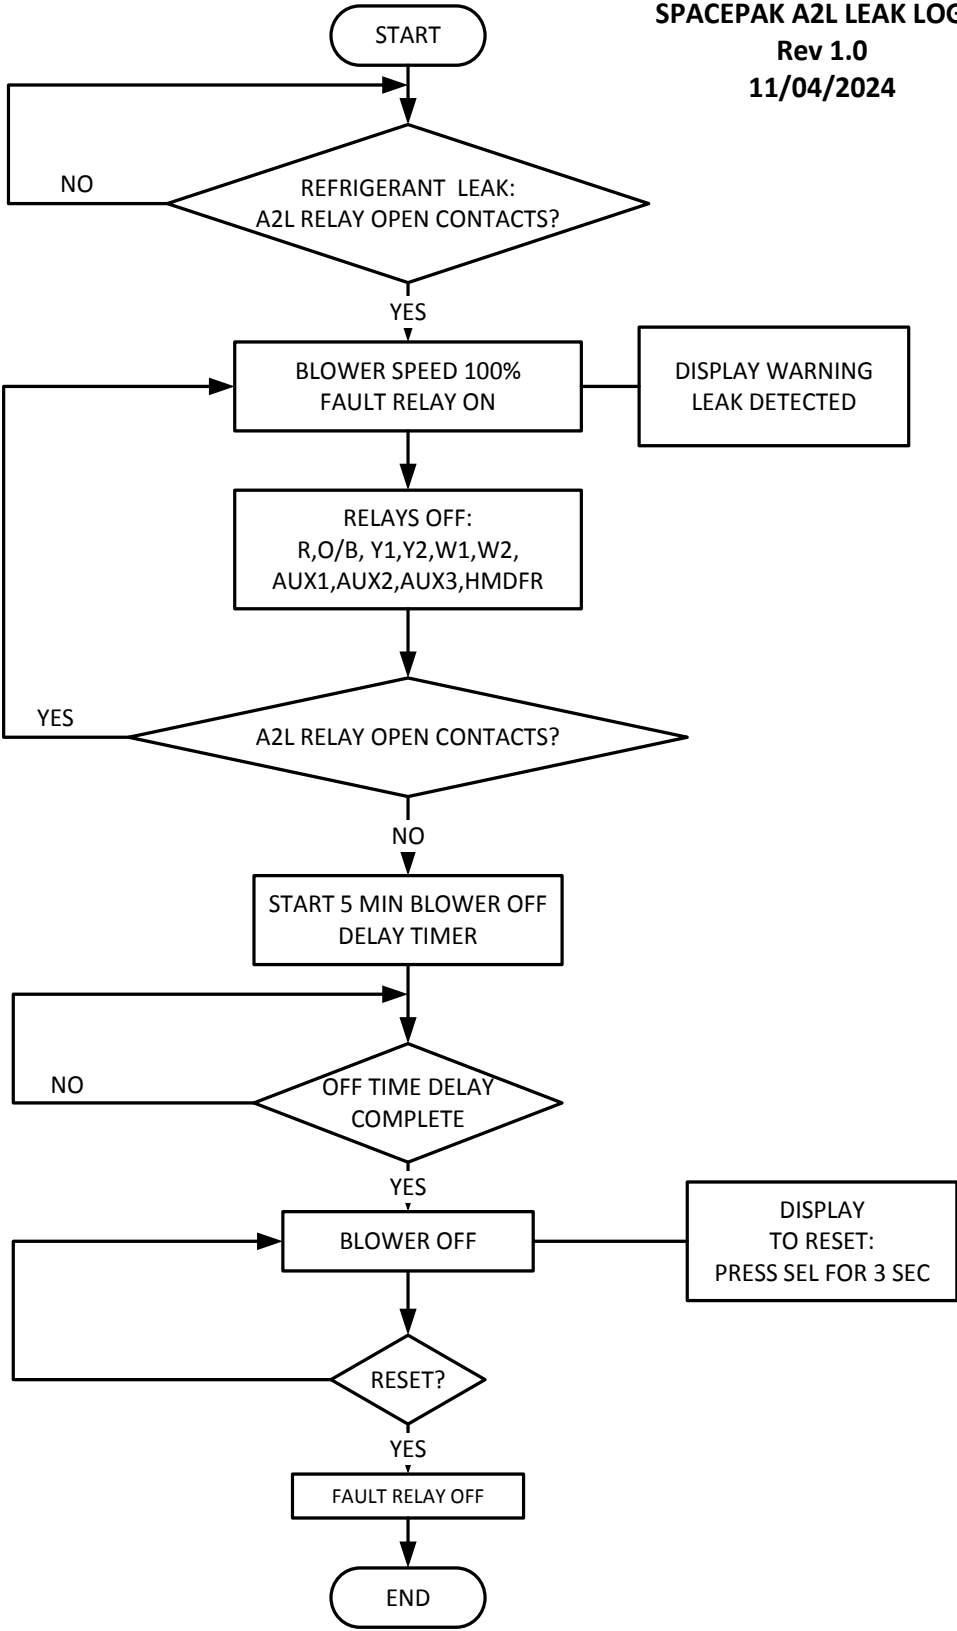 SPACEPAK A2L LEAK LOG
Rev 1.0
11/04/2024
START
NO
REFRIGERANT LEAK:
A2L RELAY OPEN CONTACTS?
YES
BLOWER SPEED 100%
FAULT RELAY ON
DISPLAY WARNING
LEAK DETECTED
RELAYS OFF:
R,O/B, Y1,Y2,W1,W2,
AUX1,AUX2,AUX3,HMDFR
YES
A2L RELAY OPEN CONTACTS?
NO
START 5 MIN BLOWER OFF
DELAY TIMER
NO
OFF TIME DELAY
COMPLETE
YES
BLOWER OFF
DISPLAY
TO RESET:
PRESS SEL FOR 3 SEC
RESET?
YES
FAULT RELAY OFF
END